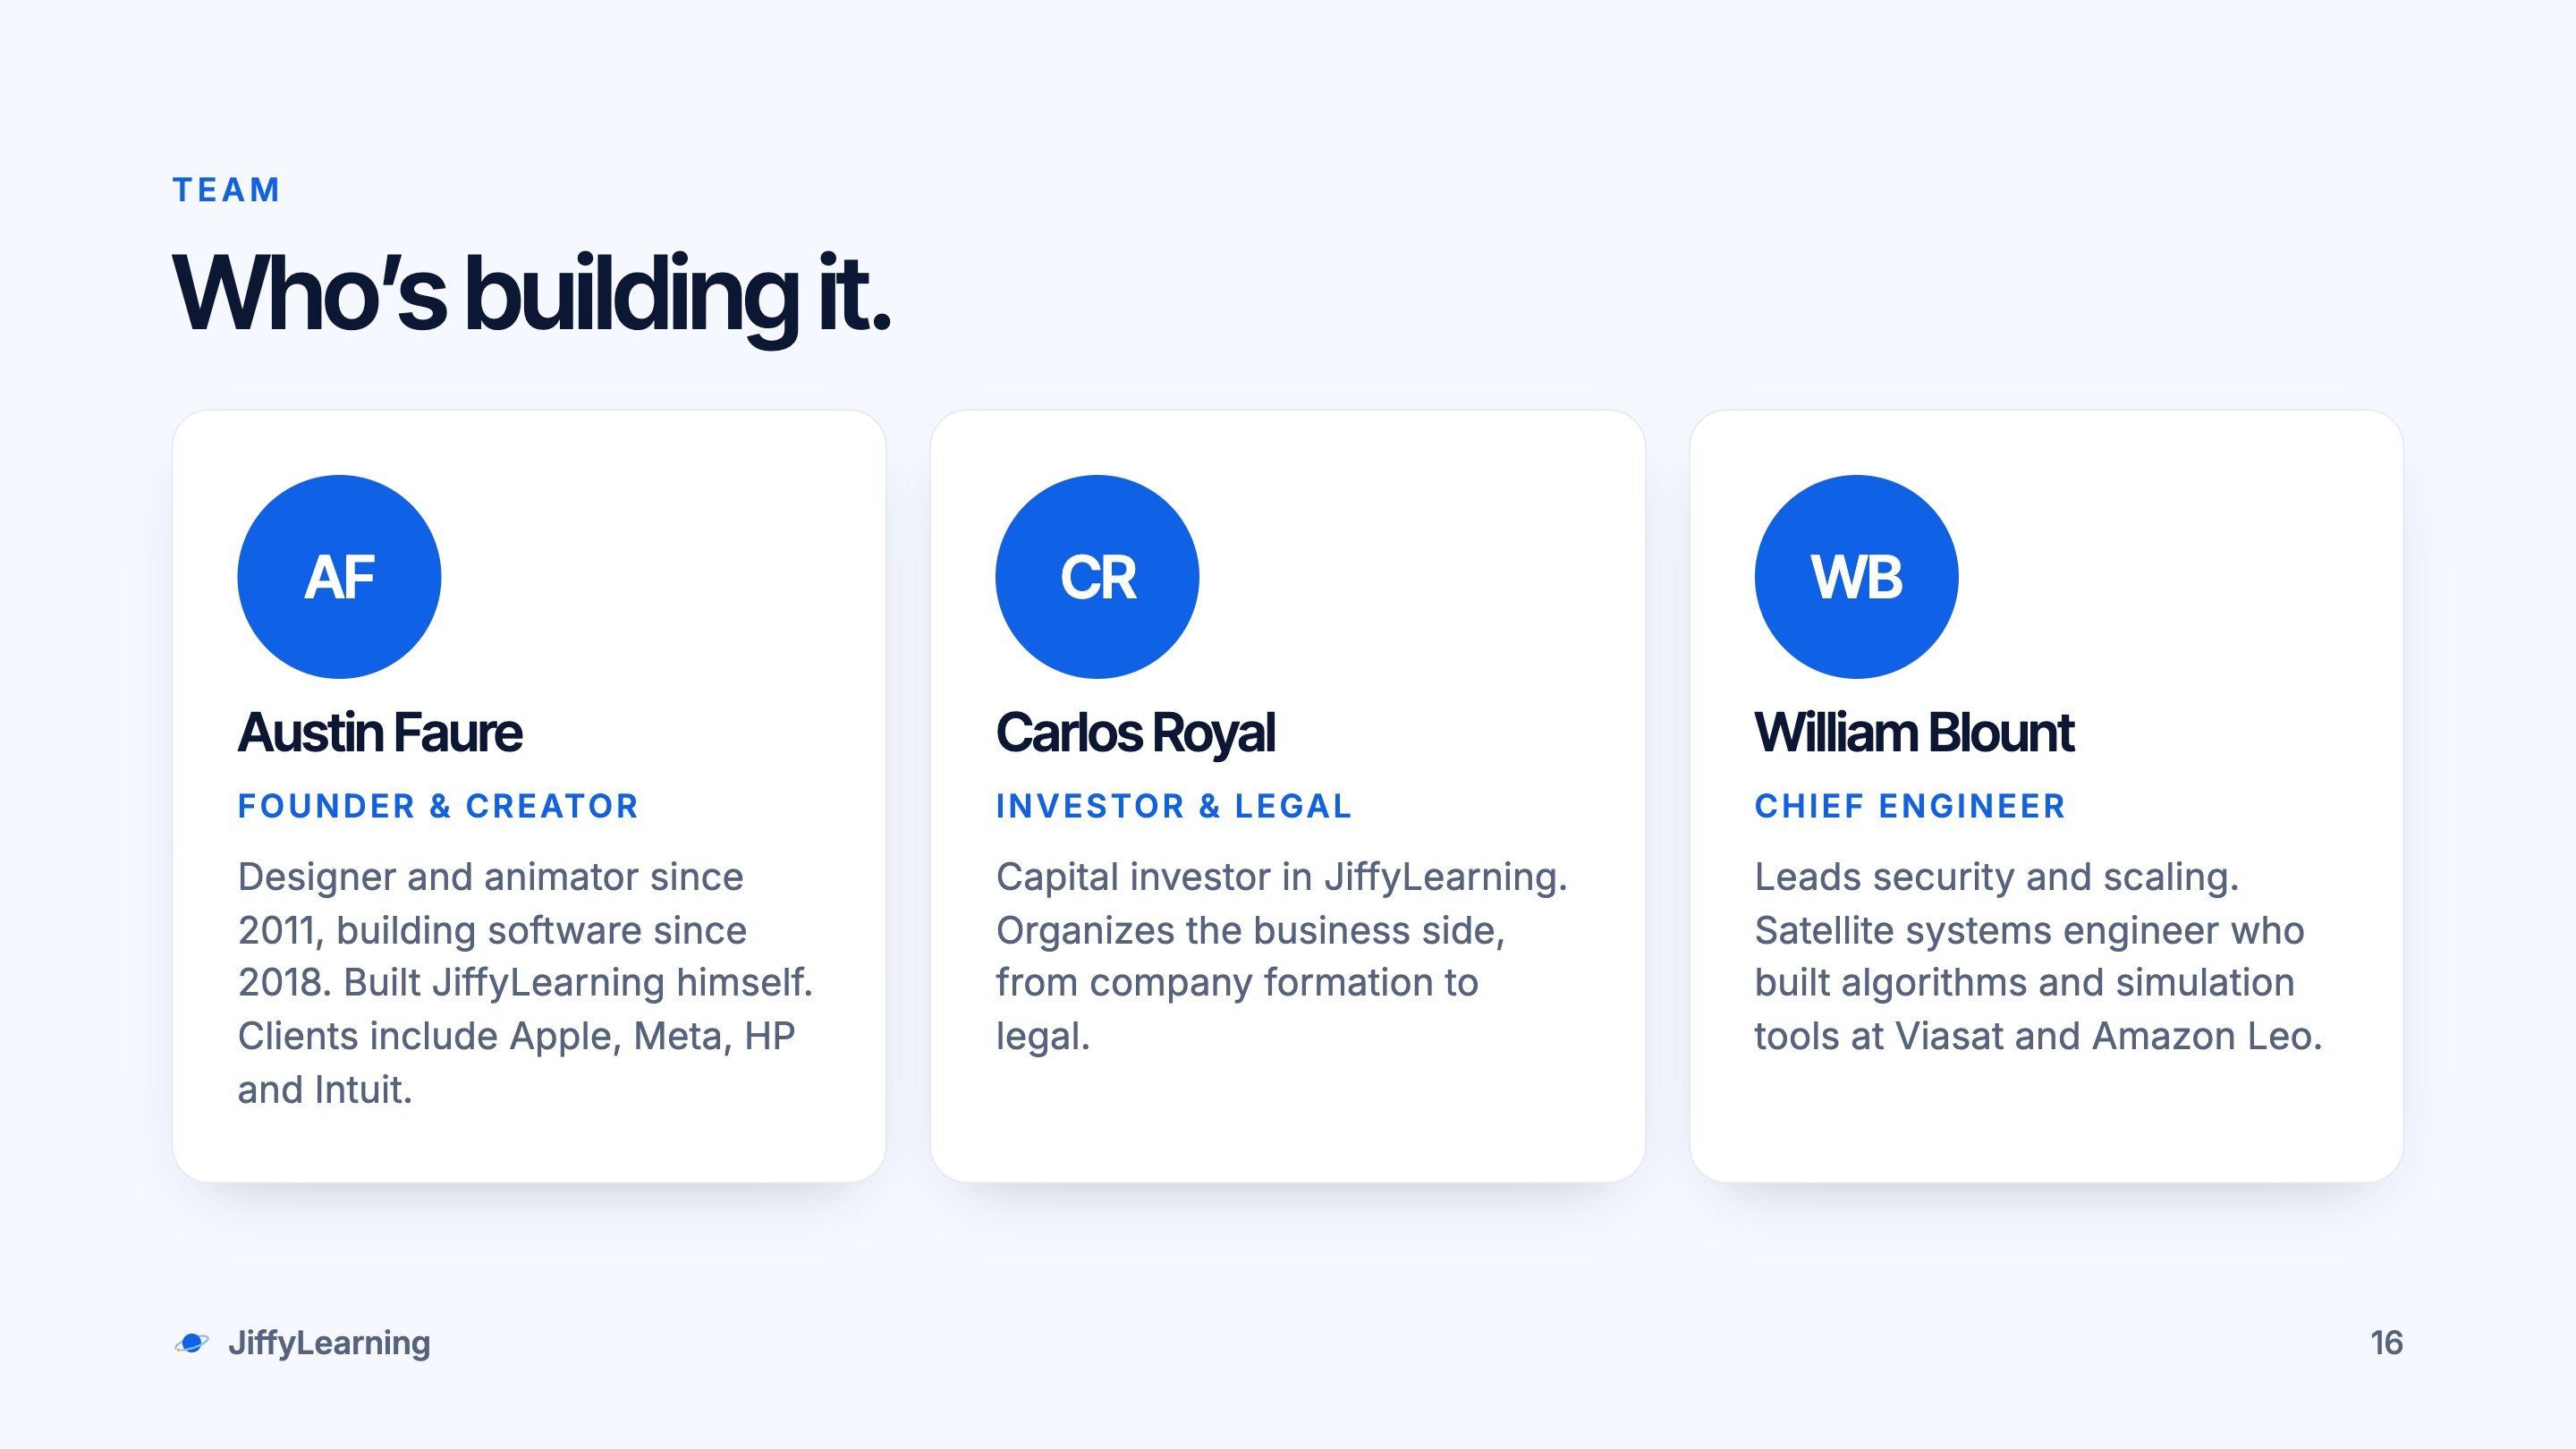 TEAM
Who’s building it.
AF
Austin Faure
FOUNDER & CREATOR
Designer and animator since
2011, building software since
2018. Built JiffyLearning himself.
Clients include Apple, Meta, HP
and Intuit.
CR
Carlos Royal
INVESTOR & LEGAL
Capital investor in JiffyLearning.
Organizes the business side,
from company formation to
legal.
WB
William Blount
CHIEF ENGINEER
Leads security and scaling.
Satellite systems engineer who
built algorithms and simulation
tools at Viasat and Amazon Leo.
JiffyLearning
16